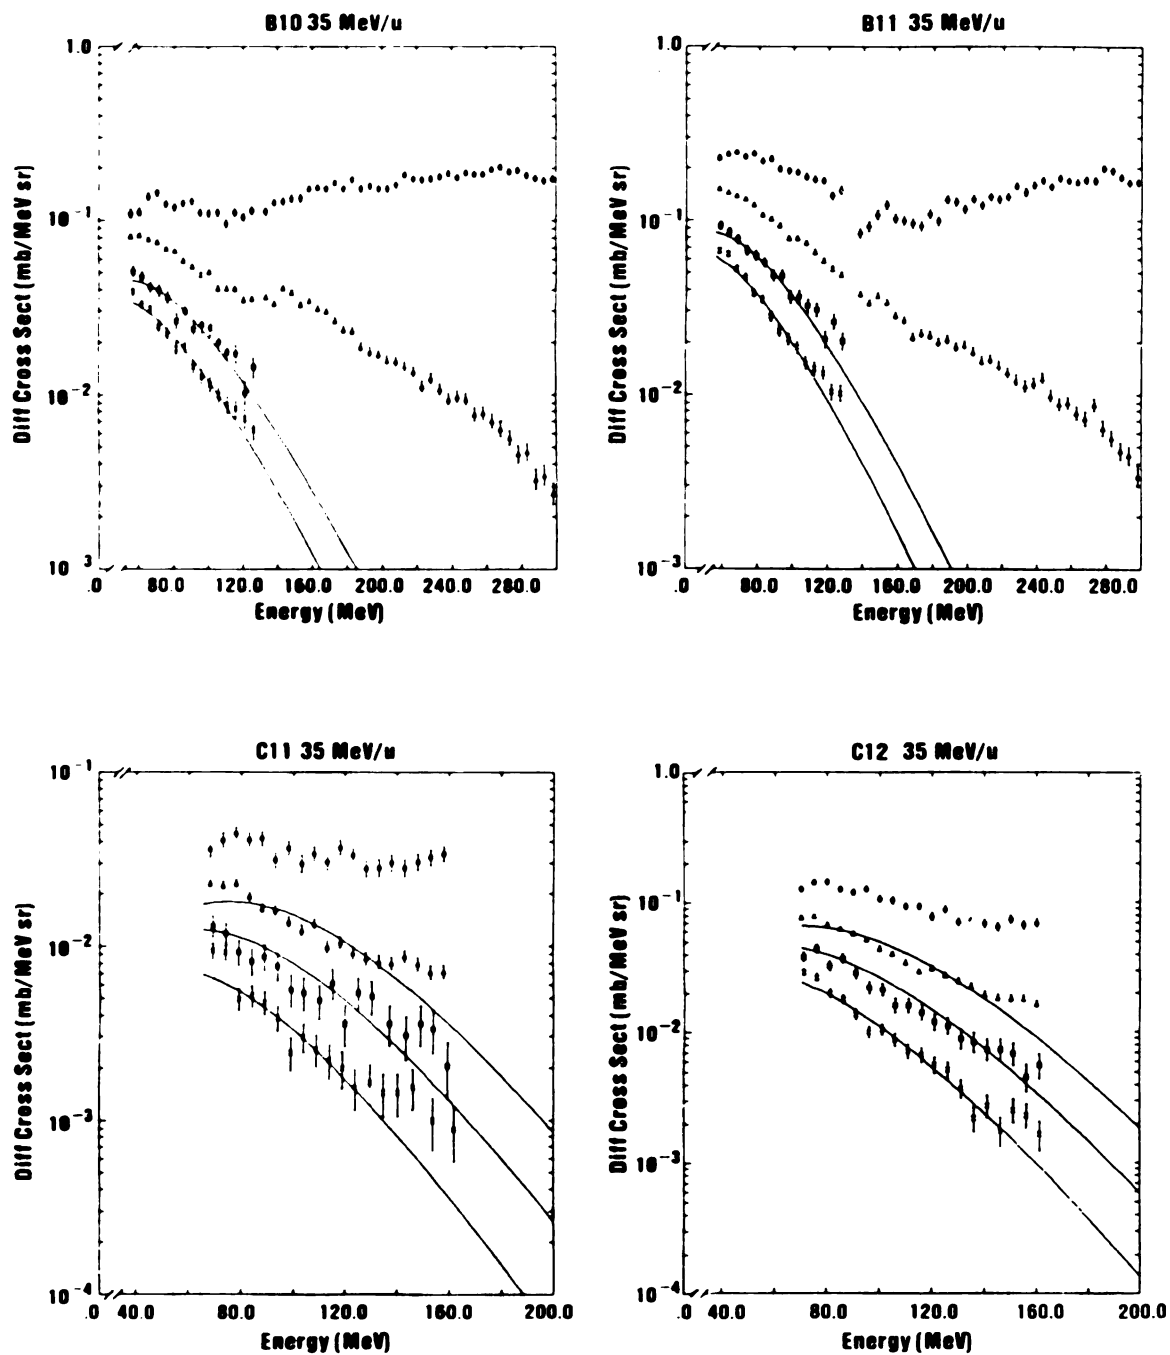 B10 35 MeV/u
1.0
10⁻¹
10⁻²
10⁻³
Diff Cross Sect (mb/MeV sr)
.0 80.0 120.0 160.0 200.0 240.0 280.0
Energy (MeV)
B11 35 MeV/u
1.0
10⁻¹
10⁻²
10⁻³
Diff Cross Sect (mb/MeV sr)
.0 80.0 120.0 160.0 200.0 240.0 280.0
Energy (MeV)
C11 35 MeV/u
10⁻¹
10⁻²
10⁻³
10⁻⁴
Diff Cross Sect (mb/MeV sr)
.0 40.0 80.0 120.0 160.0 200.0
Energy (MeV)
C12 35 MeV/u
1.0
10⁻¹
10⁻²
10⁻³
10⁻⁴
Diff Cross Sect (mb/MeV sr)
.0 40.0 80.0 120.0 160.0 200.0
Energy (MeV)